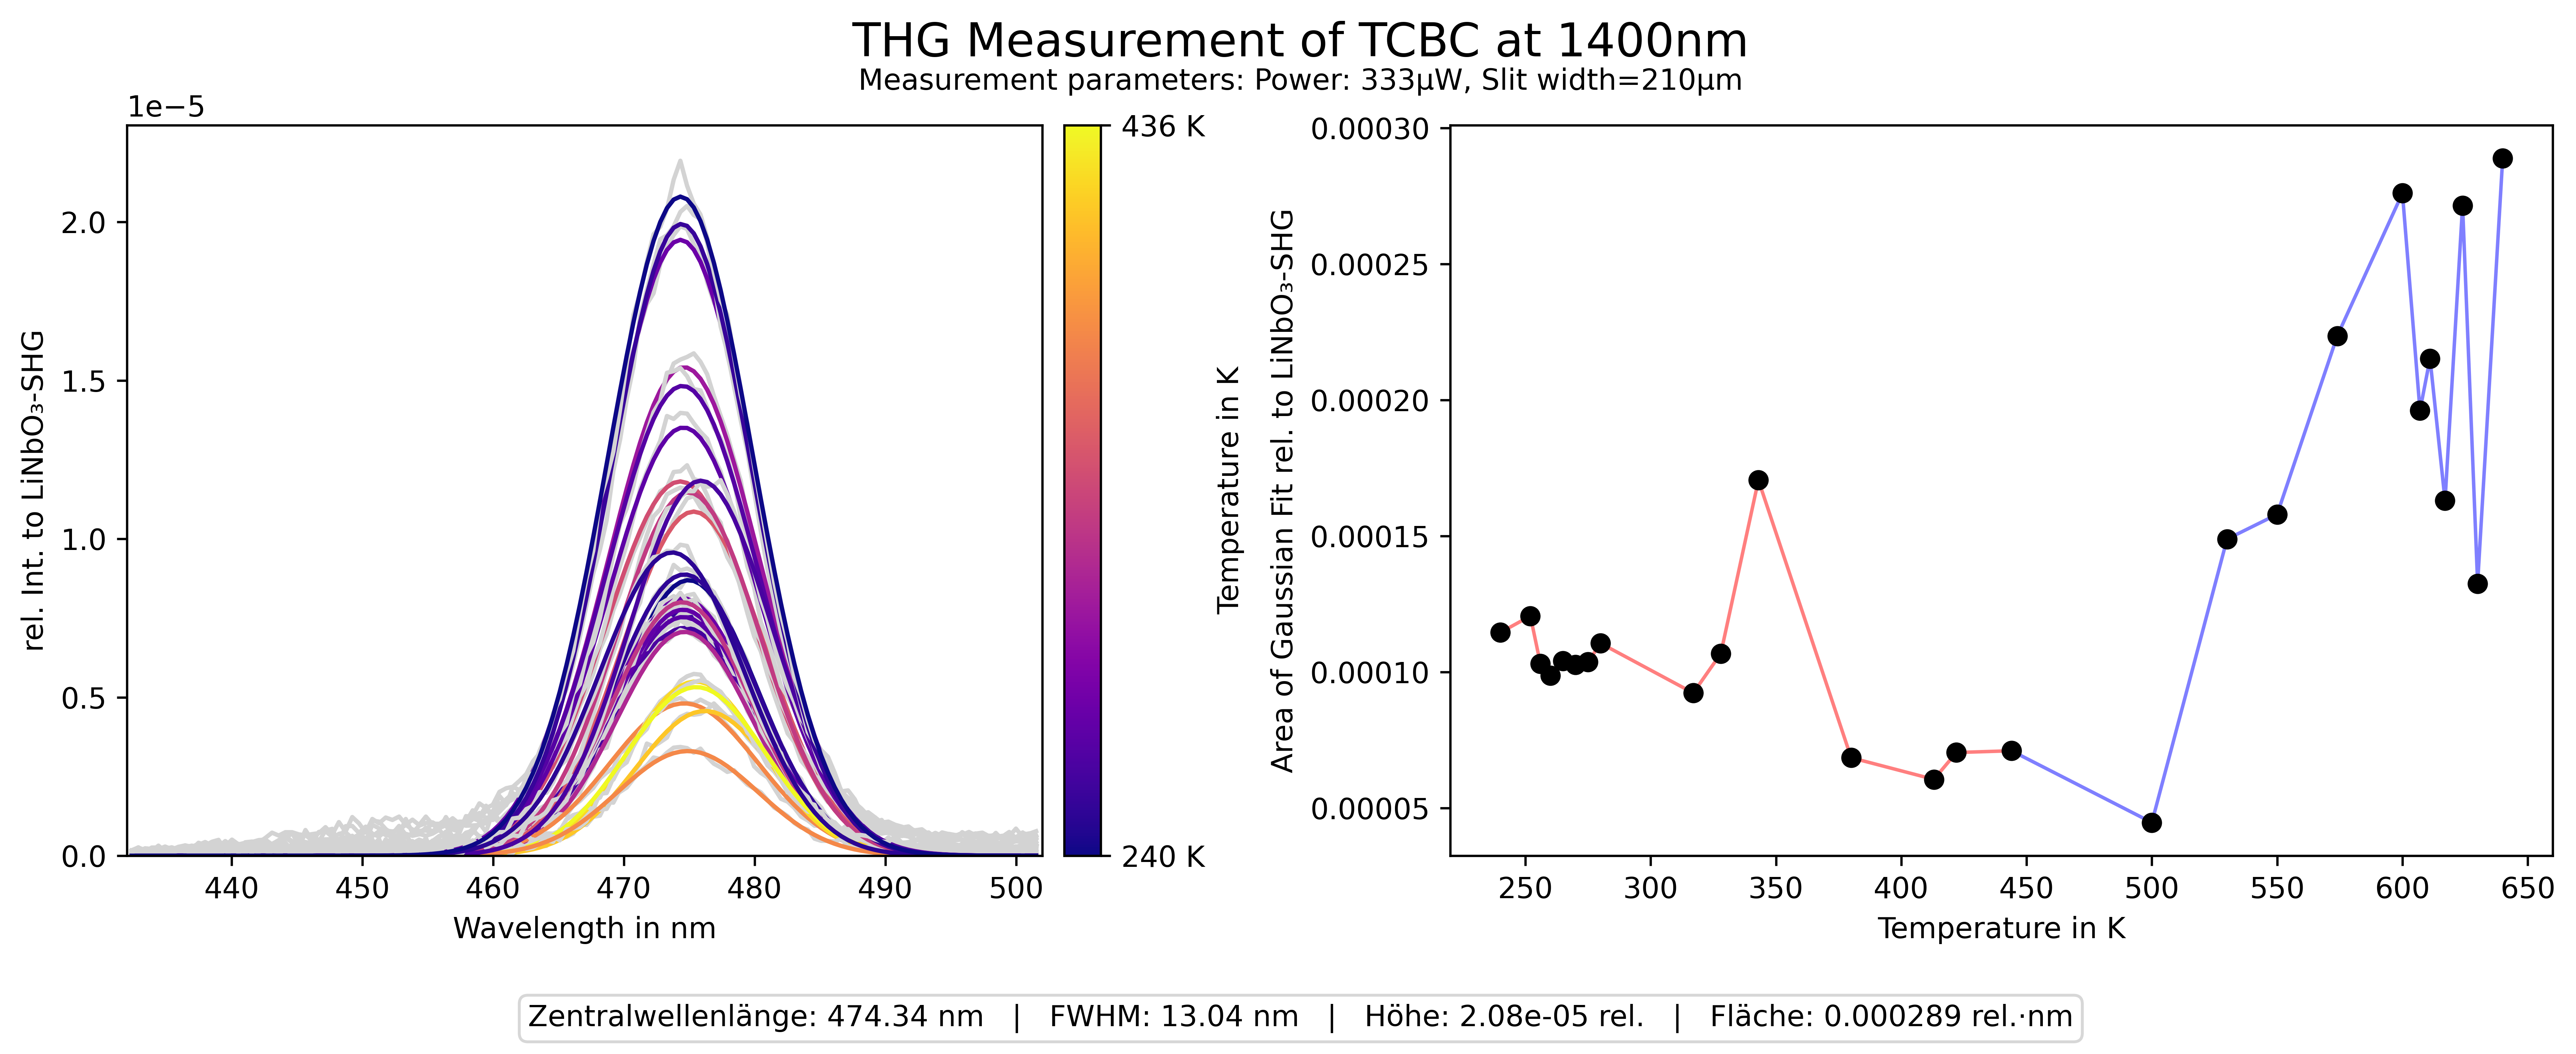 THG Measurement of TCBC at 1400nm
Measurement parameters: Power: 333µW, Slit width=210µm
1e−5
2.0
1.5
1.0
0.5
0.0
rel. Int. to LiNbO₃-SHG
440 450 460 470 480 490 500
Wavelength in nm
436 K
240 K
Temperature in K
0.00030
0.00025
0.00020
0.00015
0.00010
0.00005
Area of Gaussian Fit rel. to LiNbO₃-SHG
250 300 350 400 450 500 550 600 650
Temperature in K
Zentralwellenlänge: 474.34 nm | FWHM: 13.04 nm | Höhe: 2.08e-05 rel. | Fläche: 0.000289 rel.·nm